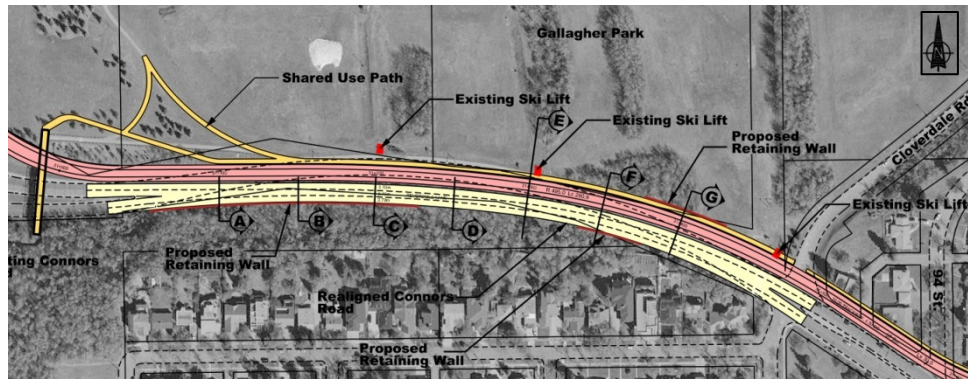 Gallagher Park
Shared Use Path
Existing Ski Lift
E
Existing Ski Lift
Proposed
Retaining Wall
Cloverdale
F
G
Existing Ski Lift
A
B
C
D
Proposed
Retaining Wall
ting Connors
Realigned Connors
Road
Proposed
Retaining Wall
94 ST.